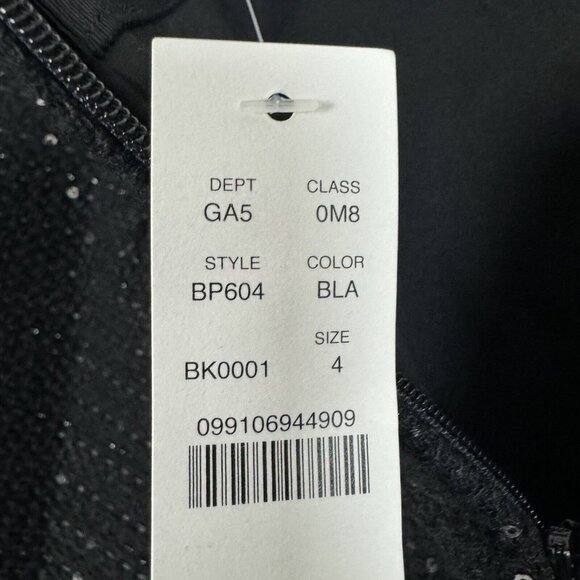 DEPT CLASS
GA5 0M8
STYLE COLOR
BP604 BLA
SIZE
BK0001 4
099106944909